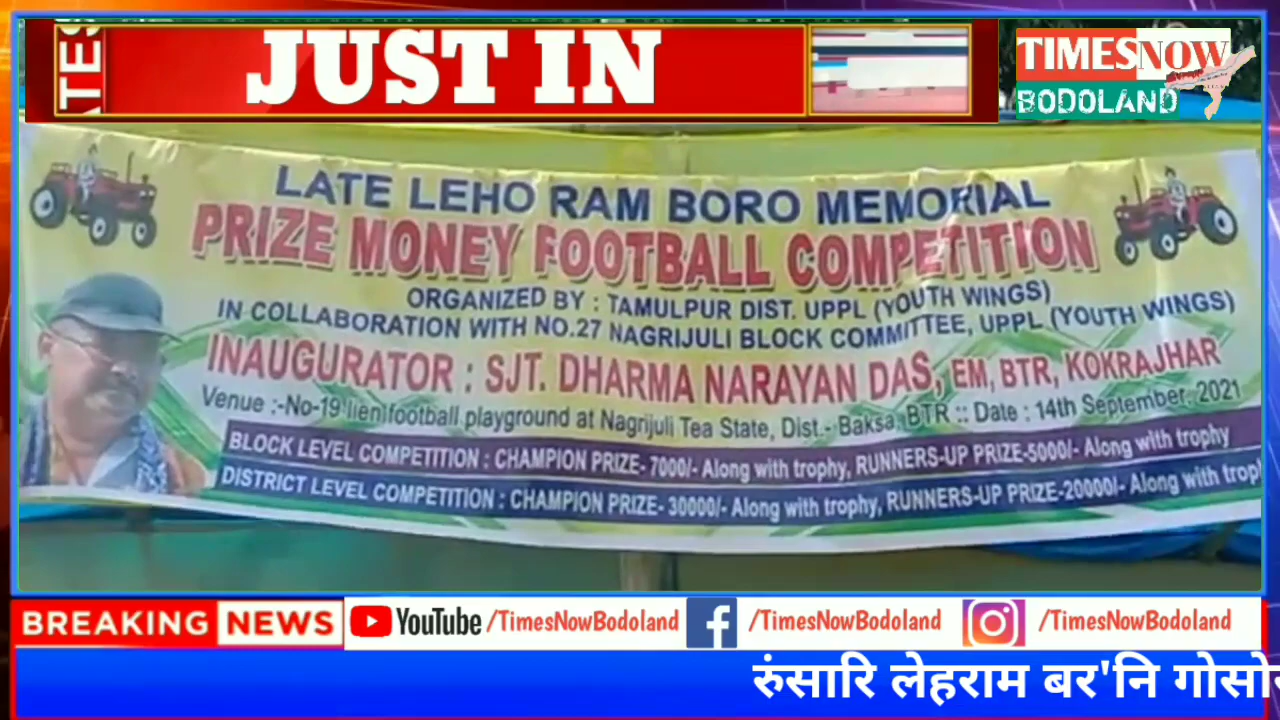 JUST IN
TIMES NOW
BODOLAND
LATE LEHO RAM BORO MEMORIAL
PRIZE MONEY FOOTBALL COMPETITION
ORGANIZED BY : TAMULPUR DIST. UPPL (YOUTH WINGS)
IN COLLABORATION WITH NO.27 NAGRIJULI BLOCK COMMITTEE, UPPL (YOUTH WINGS)
INAUGURATOR : SJT. DHARMA NARAYAN DAS, EM, BTR, KOKRAJHAR
Venue :-No-19 lien football playground at Nagrijuli Tea State, Dist.- Baksa, BTR :: Date : 14th September, 2021
BLOCK LEVEL COMPETITION : CHAMPION PRIZE- 7000/- Along with trophy, RUNNERS-UP PRIZE-5000/- Along with trophy
DISTRICT LEVEL COMPETITION : CHAMPION PRIZE- 30000/- Along with trophy, RUNNERS-UP PRIZE-20000/- Along with trop
BREAKING NEWS YouTube /TimesNowBodoland /TimesNowBodoland /TimesNowBodoland
रुंसारि लेहराम बर'नि